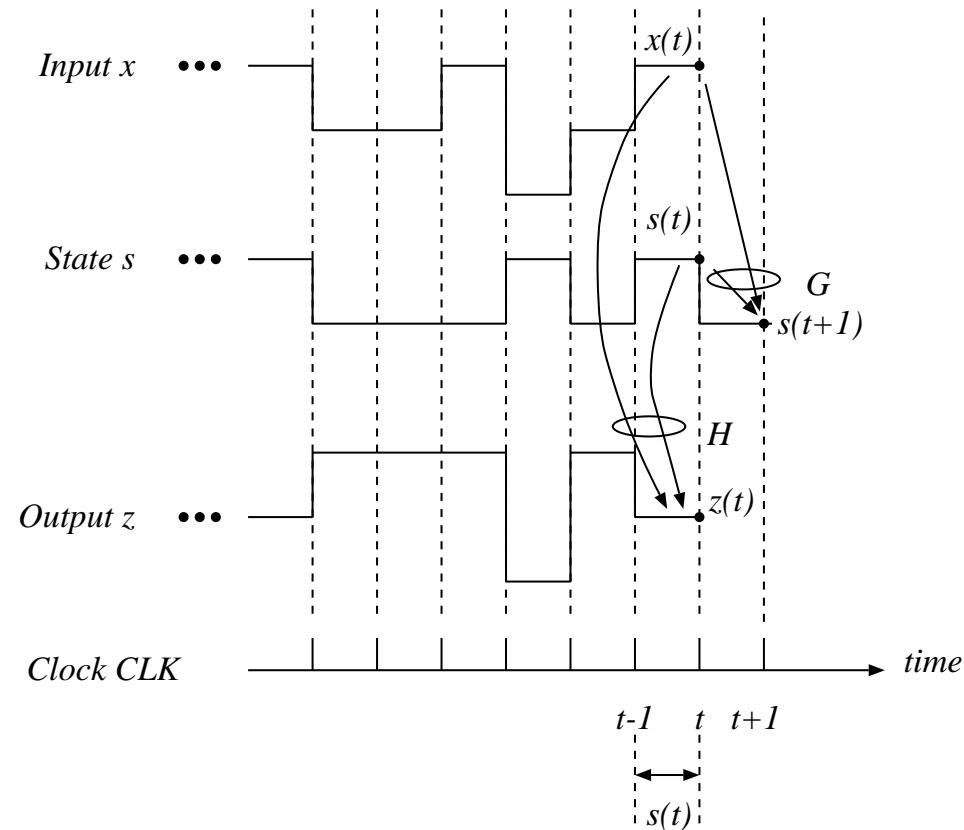 x(t)
Input x •••
s(t)
State s •••
G
s(t+1)
H
z(t)
Output z •••
Clock CLK
time
t-1 t t+1
s(t)